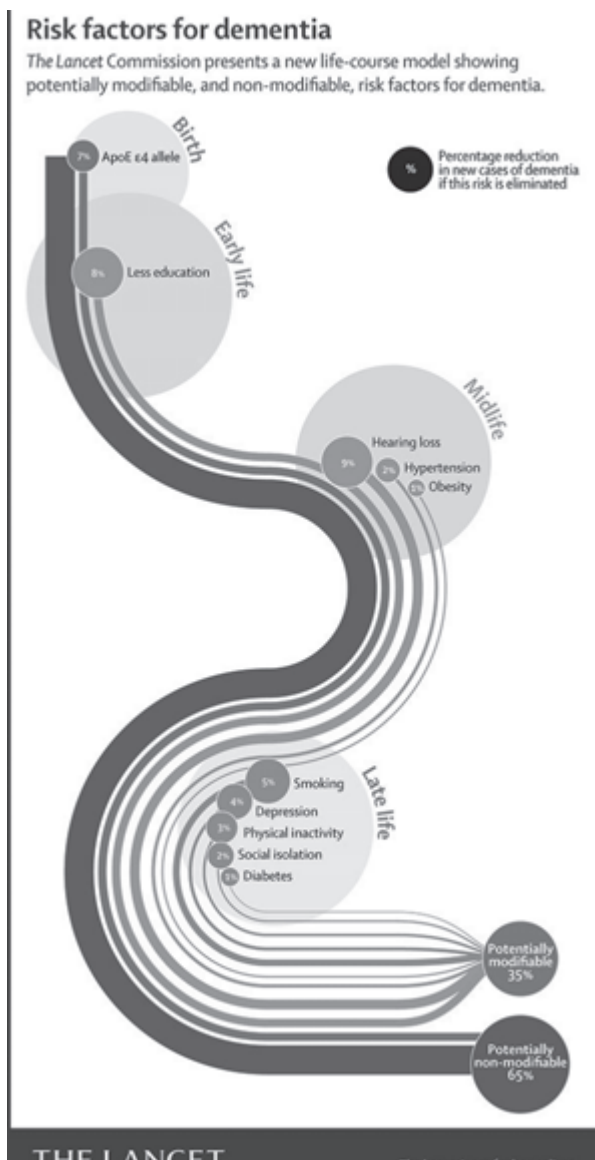 Risk factors for dementia
The Lancet Commission presents a new life-course model showing
potentially modifiable, and non-modifiable, risk factors for dementia.
Birth
7%
ApoE ε4 allele
%
Percentage reduction
in new cases of dementia
if this risk is eliminated
Early life
8%
Less education
Midlife
Hearing loss
9%
2%
Hypertension
Obesity
Late life
5%
Smoking
4%
Depression
3%
Physical inactivity
2%
Social isolation
Diabetes
Potentially
modifiable
35%
Potentially
non-modifiable
65%
THE LANCET